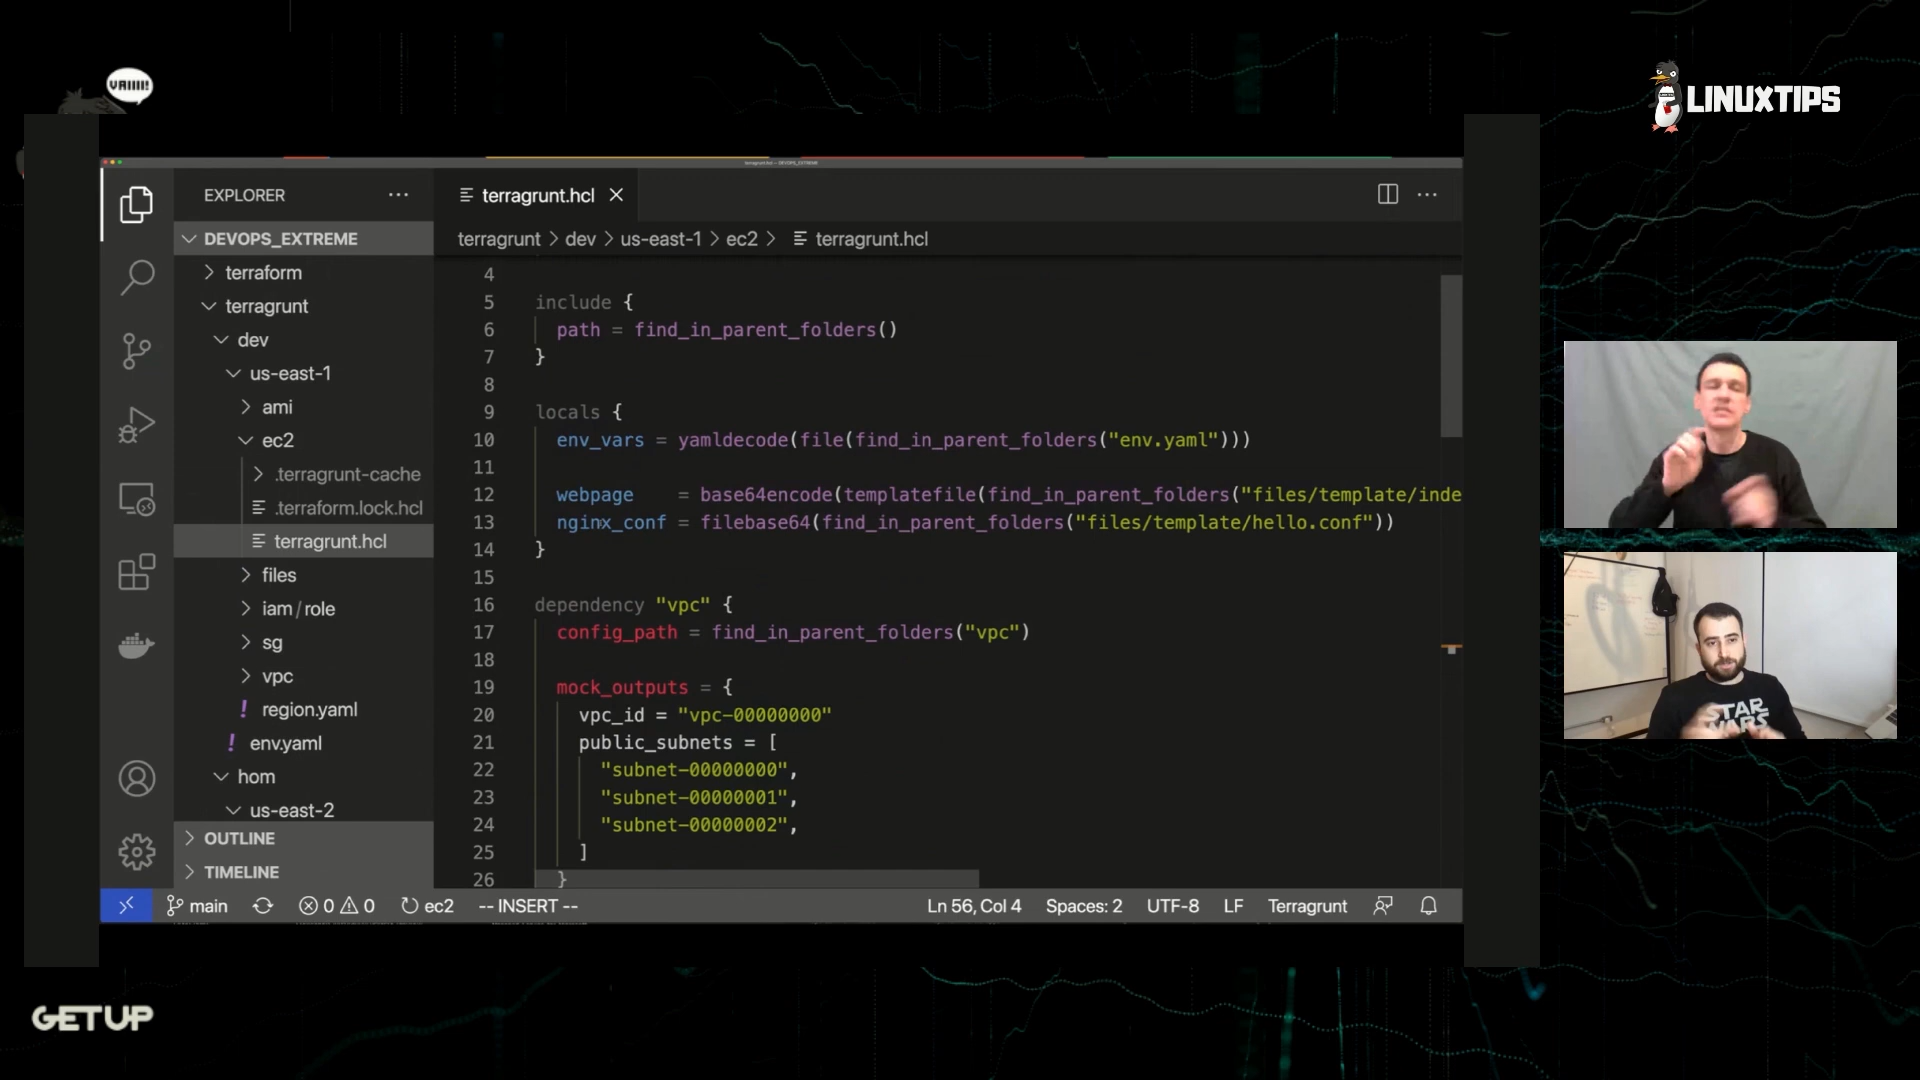 VAIIII!
LINUXTIPS
terragrunt.hcl — DEVOPS_EXTREME
EXPLORER ···
terragrunt.hcl
DEVOPS_EXTREME
terraform
terragrunt
dev
us-east-1
ami
ec2
.terragrunt-cache
.terraform.lock.hcl
terragrunt.hcl
files
iam / role
sg
vpc
! region.yaml
! env.yaml
hom
us-east-2
OUTLINE
TIMELINE
terragrunt > dev > us-east-1 > ec2 > terragrunt.hcl
4
5 include {
6 path = find_in_parent_folders()
7 }
8
9 locals {
10 env_vars = yamldecode(file(find_in_parent_folders("env.yaml")))
11
12 webpage = base64encode(templatefile(find_in_parent_folders("files/template/inde
13 nginx_conf = filebase64(find_in_parent_folders("files/template/hello.conf"))
14 }
15
16 dependency "vpc" {
17 config_path = find_in_parent_folders("vpc")
18
19 mock_outputs = {
20 vpc_id = "vpc-00000000"
21 public_subnets = [
22 "subnet-00000000",
23 "subnet-00000001",
24 "subnet-00000002",
25 ]
26 }
main 0 0 ec2 -- INSERT -- Ln 56, Col 4 Spaces: 2 UTF-8 LF Terragrunt
STAR
WARS
GETUP